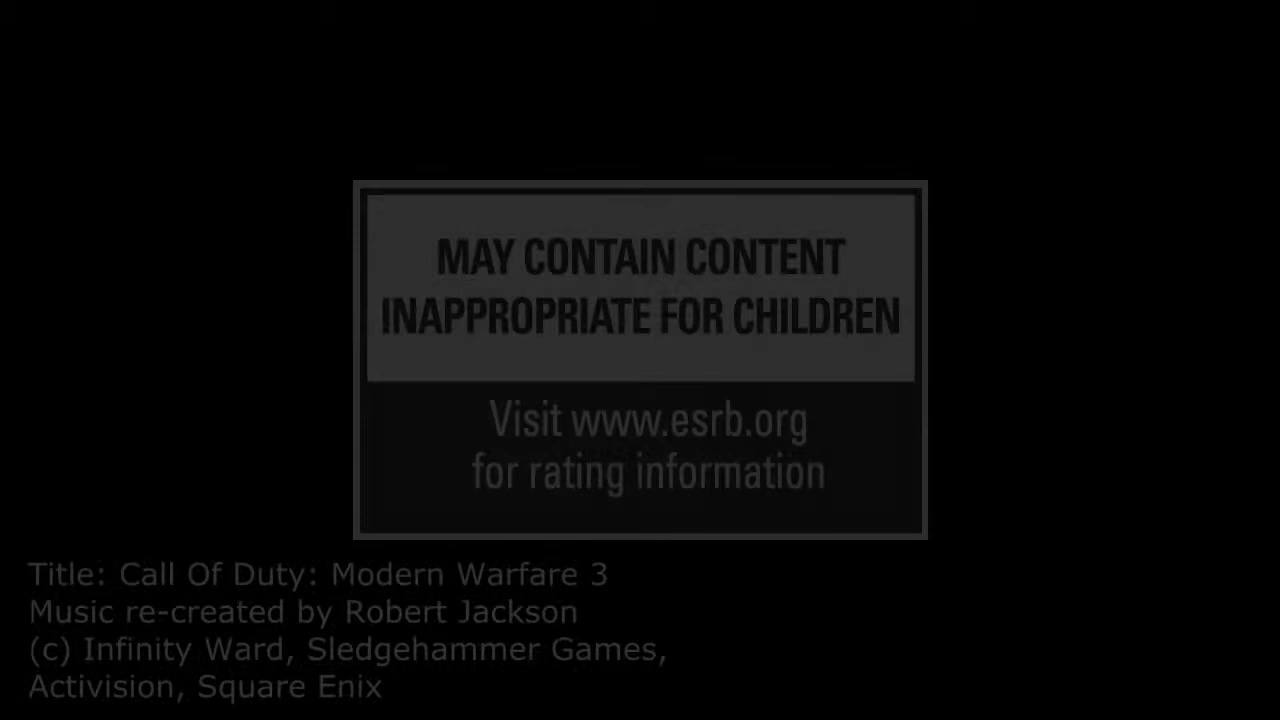 MAY CONTAIN CONTENT
INAPPROPRIATE FOR CHILDREN
Visit www.esrb.org
for rating information
Title: Call Of Duty: Modern Warfare 3
Music re-created by Robert Jackson
(c) Infinity Ward, Sledgehammer Games,
Activision, Square Enix